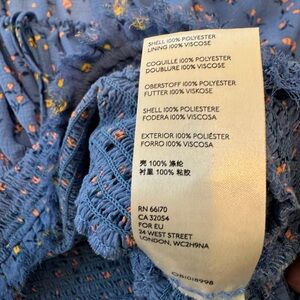 SHELL 100% POLYESTER
LINING 100% VISCOSE
COQUILLE 100% POLYESTER
DOUBLURE 100% VISCOSE
OBERSTOFF 100% POLYESTER
FUTTER 100% VISKOSE
SHELL 100% POLIESTERE
FODERA 100% VISCOSA
EXTERIOR 100% POLIÉSTER
FORRO 100% VISCOSA
壳 100% 涤纶
衬里 100% 粘胶
RN 66170
CA 32054
FOR EU
24 WEST STREET
LONDON, WC2H9NA
OB1018998